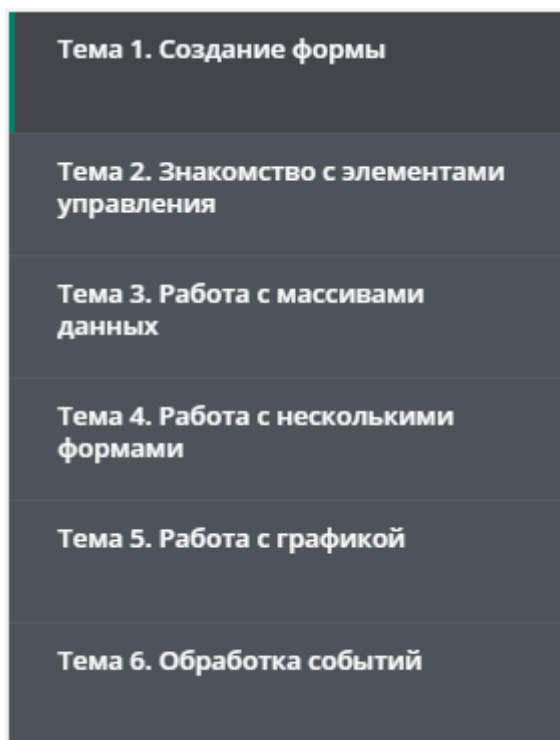 Тема 1. Создание формы
Тема 2. Знакомство с элементами
управления
Тема 3. Работа с массивами
данных
Тема 4. Работа с несколькими
формами
Тема 5. Работа с графикой
Тема 6. Обработка событий